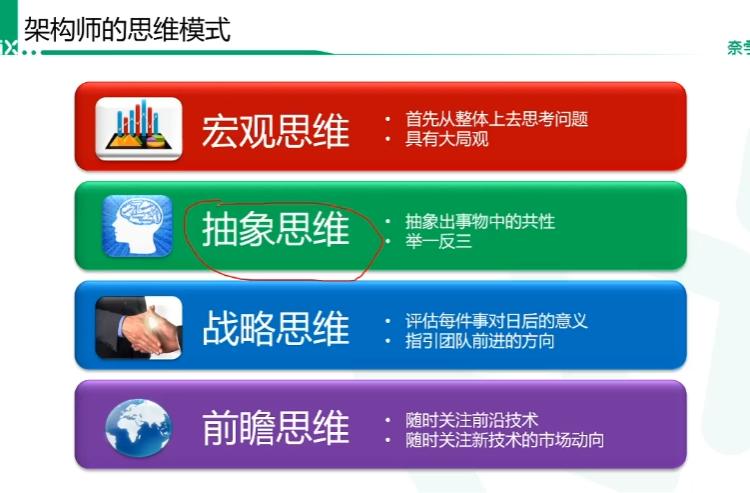 架构师的思维模式
宏观思维
• 首先从整体上去思考问题
• 具有大局观
抽象思维
• 抽象出事物中的共性
• 举一反三
战略思维
• 评估每件事对日后的意义
• 指引团队前进的方向
前瞻思维
• 随时关注前沿技术
• 随时关注新技术的市场动向